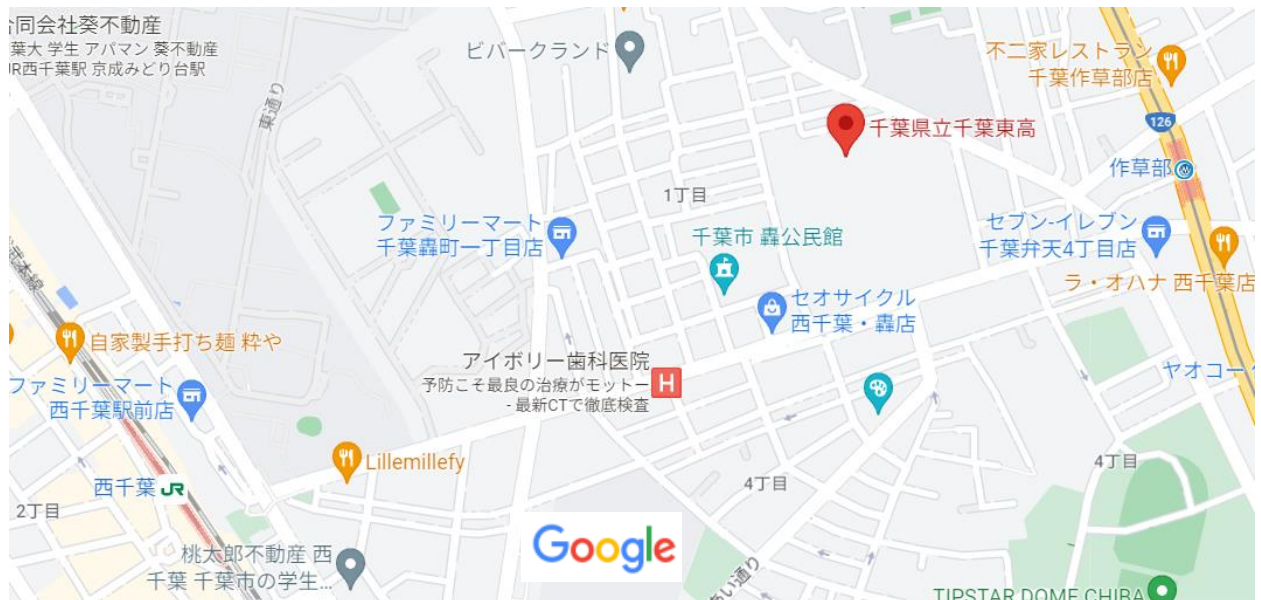 合同会社葵不動産
葉大 学生 アパマン 葵不動産
JR西千葉駅 京成みどり台駅
東通り
ビバークランド
不二家レストラン
千葉作草部店
126
千葉県立千葉東高
作草部
1丁目
ファミリーマート
千葉轟町一丁目店
千葉市 轟公民館
セブン-イレブン
千葉弁天4丁目店
ラ・オハナ 西千葉店
セオサイクル
西千葉・轟店
自家製手打ち麺 粋や
アイボリー歯科医院
予防こそ最良の治療がモットー
- 最新CTで徹底検査
H
ファミリーマート
西千葉駅前店
ヤオコー
Lillemillefy
西千葉 JR
2丁目
4丁目
4丁目
桃太郎不動産 西
千葉 千葉市の学生...
Google
TIPSTAR DOME CHIBA